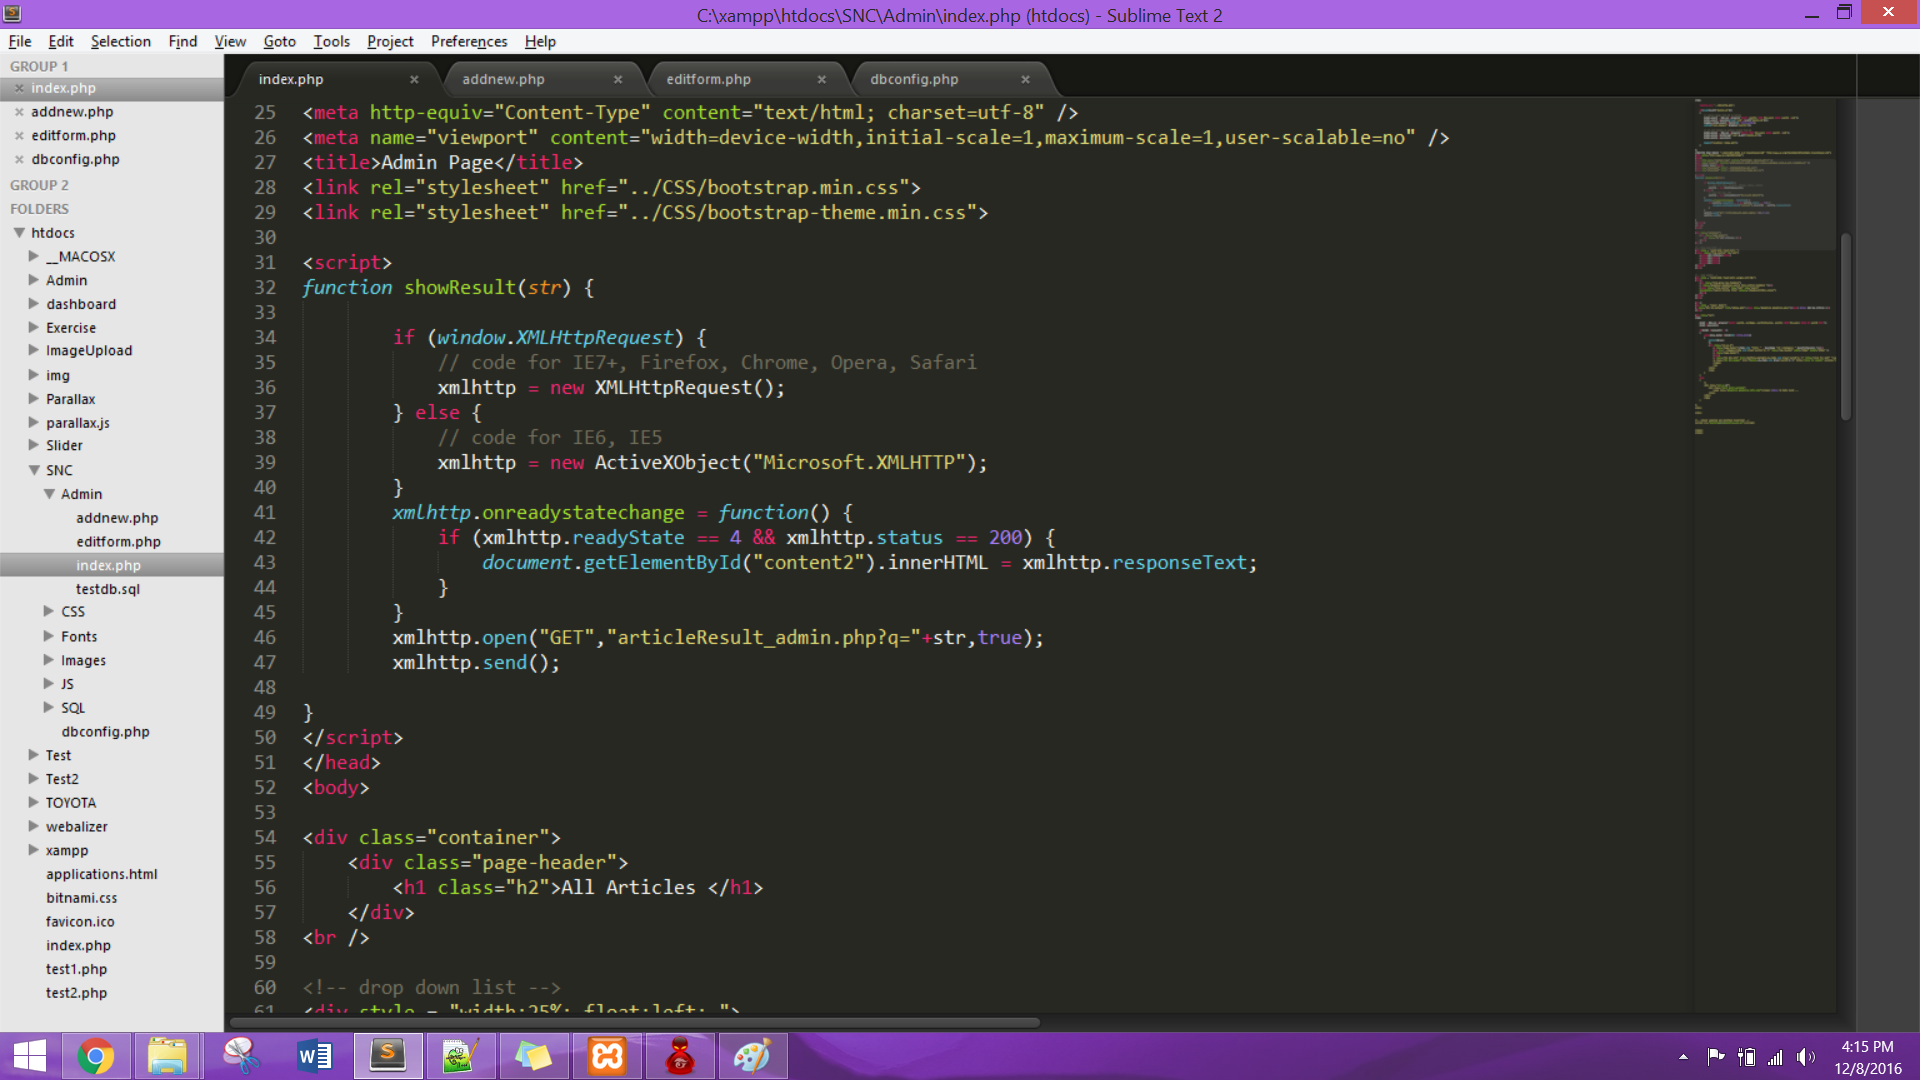 C:\xampp\htdocs\SNC\Admin\index.php (htdocs) - Sublime Text 2
File Edit Selection Find View Goto Tools Project Preferences Help
GROUP 1
index.php
addnew.php
editform.php
dbconfig.php
GROUP 2
FOLDERS
htdocs
__MACOSX
Admin
dashboard
Exercise
ImageUpload
img
Parallax
parallax.js
Slider
SNC
Admin
addnew.php
editform.php
index.php
testdb.sql
CSS
Fonts
Images
JS
SQL
dbconfig.php
Test
Test2
TOYOTA
webalizer
xampp
applications.html
bitnami.css
favicon.ico
index.php
test1.php
test2.php
index.php addnew.php editform.php dbconfig.php
25 <meta http-equiv="Content-Type" content="text/html; charset=utf-8" />
26 <meta name="viewport" content="width=device-width,initial-scale=1,maximum-scale=1,user-scalable=no" />
27 <title>Admin Page</title>
28 <link rel="stylesheet" href="../CSS/bootstrap.min.css">
29 <link rel="stylesheet" href="../CSS/bootstrap-theme.min.css">
30
31 <script>
32 function showResult(str) {
33
34 if (window.XMLHttpRequest) {
35 // code for IE7+, Firefox, Chrome, Opera, Safari
36 xmlhttp = new XMLHttpRequest();
37 } else {
38 // code for IE6, IE5
39 xmlhttp = new ActiveXObject("Microsoft.XMLHTTP");
40 }
41 xmlhttp.onreadystatechange = function() {
42 if (xmlhttp.readyState == 4 && xmlhttp.status == 200) {
43 document.getElementById("content2").innerHTML = xmlhttp.responseText;
44 }
45 }
46 xmlhttp.open("GET","articleResult_admin.php?q="+str,true);
47 xmlhttp.send();
48
49 }
50 </script>
51 </head>
52 <body>
53
54 <div class="container">
55 <div class="page-header">
56 <h1 class="h2">All Articles </h1>
57 </div>
58 <br />
59
60 <!-- drop down list -->
61 <div style = "width:25%; float:left; ">
4:15 PM
12/8/2016